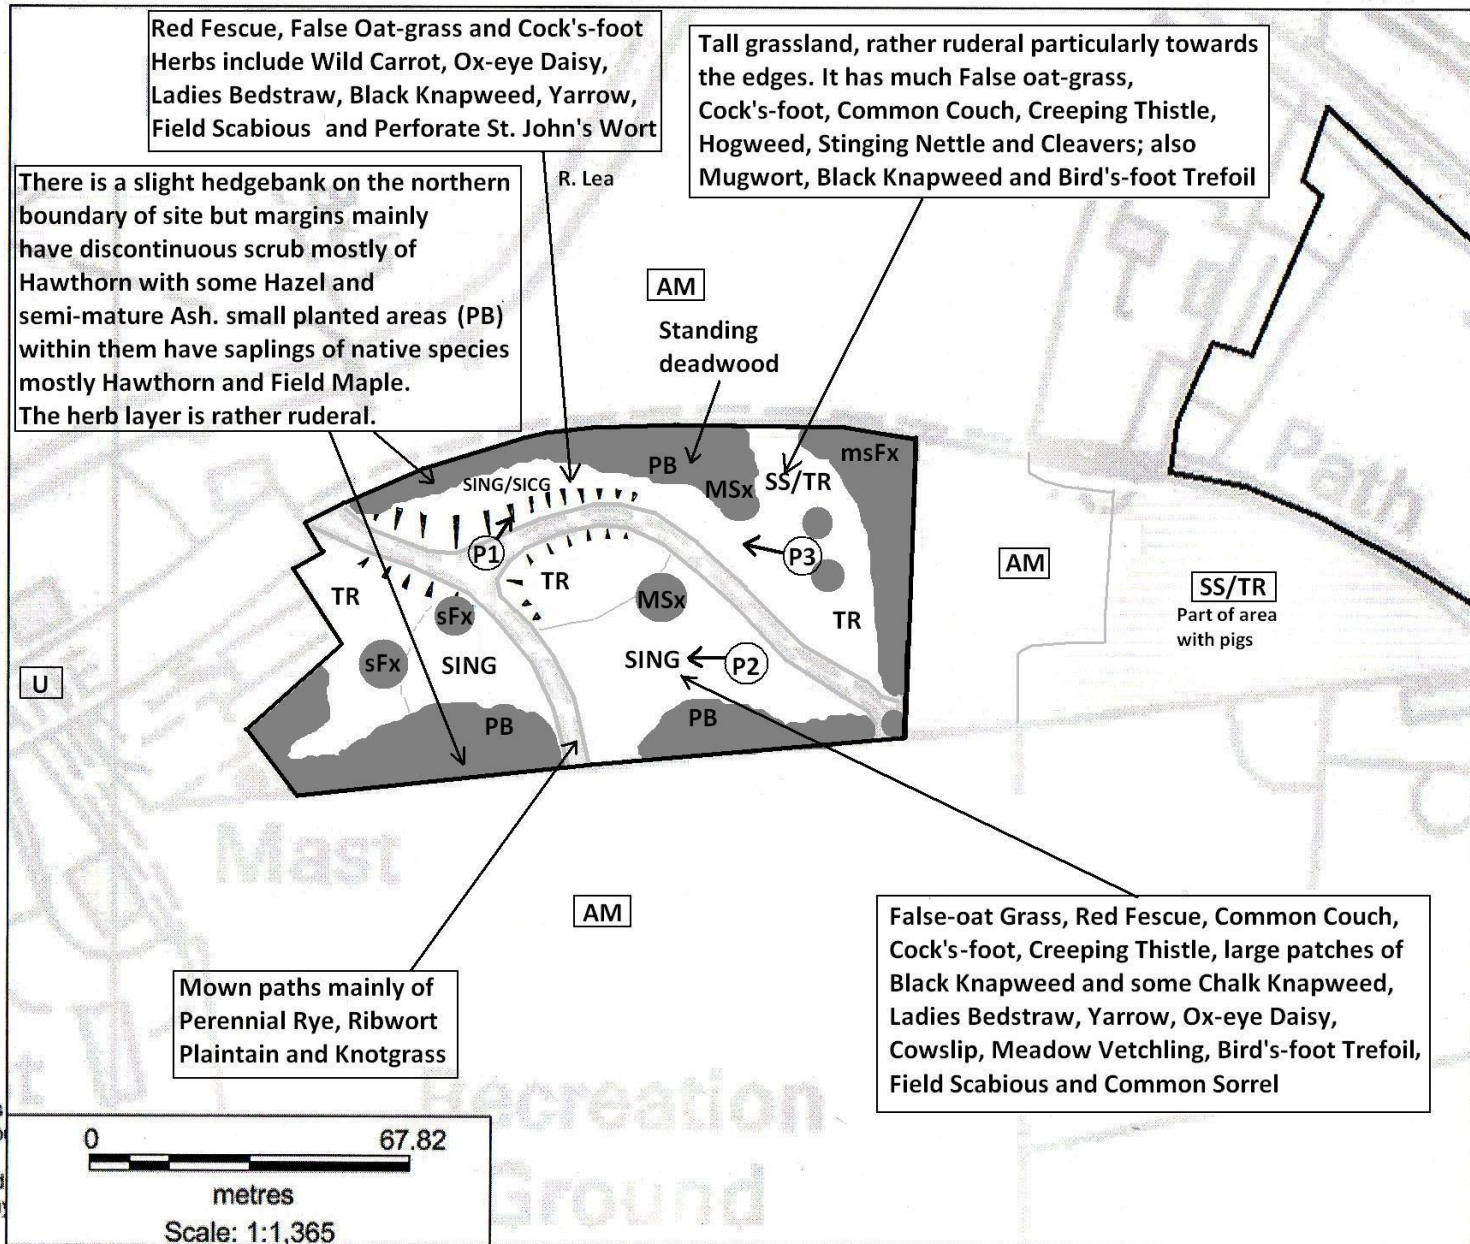 Red Fescue, False Oat-grass and Cock's-foot
Herbs include Wild Carrot, Ox-eye Daisy,
Ladies Bedstraw, Black Knapweed, Yarrow,
Field Scabious and Perforate St. John's Wort
Tall grassland, rather ruderal particularly towards
the edges. It has much False oat-grass,
Cock's-foot, Common Couch, Creeping Thistle,
Hogweed, Stinging Nettle and Cleavers; also
Mugwort, Black Knapweed and Bird's-foot Trefoil
There is a slight hedgebank on the northern
boundary of site but margins mainly
have discontinuous scrub mostly of
Hawthorn with some Hazel and
semi-mature Ash. small planted areas (PB)
within them have saplings of native species
mostly Hawthorn and Field Maple.
The herb layer is rather ruderal.
R. Lea
AM
Standing
deadwood
PB
msFx
SING/SICG
MSx
SS/TR
Path
P1
P3
TR
TR
MSx
sFx
TR
AM
SS/TR
Part of area
with pigs
sFx
SING
SING
P2
U
PB
PB
Mast
AM
False-oat Grass, Red Fescue, Common Couch,
Cock's-foot, Creeping Thistle, large patches of
Black Knapweed and some Chalk Knapweed,
Ladies Bedstraw, Yarrow, Ox-eye Daisy,
Cowslip, Meadow Vetchling, Bird's-foot Trefoil,
Field Scabious and Common Sorrel
Mown paths mainly of
Perennial Rye, Ribwort
Plaintain and Knotgrass
Recreation
Ground
0 67.82
metres
Scale: 1:1,365